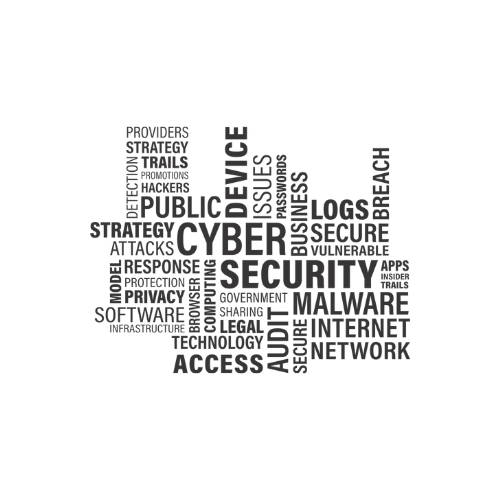 PROVIDERS
STRATEGY
TRAILS
PROMOTIONS
HACKERS
DETECTION
PUBLIC
DEVICE
ISSUES
PASSWORDS
BUSINESS
LOGS
BREACH
STRATEGY
CYBER
SECURE
ATTACKS
VULNERABLE
MODEL
RESPONSE
PROTECTION
PRIVACY
BROWSER
COMPUTING
SECURITY
APPS
INSIDER
TRAILS
GOVERNMENT
SHARING
LEGAL
MALWARE
SOFTWARE
INFRASTRUCTURE
TECHNOLOGY
ACCESS
AUDIT
SECURE
INTERNET
NETWORK